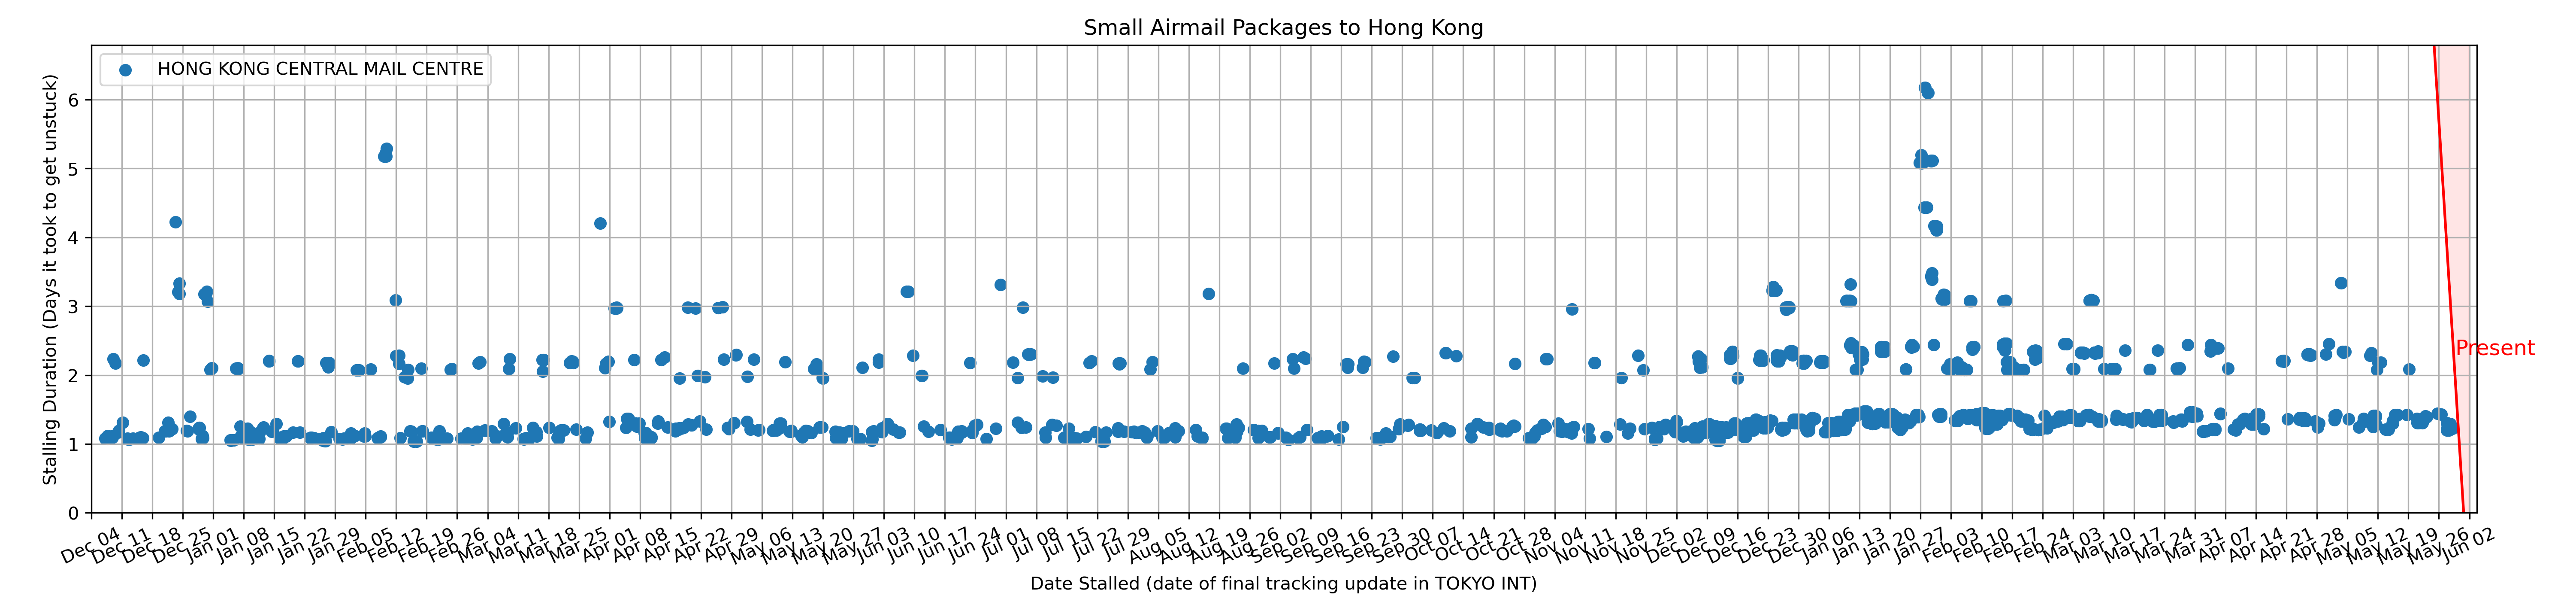 Small Airmail Packages to Hong Kong
HONG KONG CENTRAL MAIL CENTRE
Stalling Duration (Days it took to get unstuck)
6
5
4
3
2
1
0
Present
Dec 04 Dec 11 Dec 18 Dec 25 Jan 01 Jan 08 Jan 15 Jan 22 Jan 29 Feb 05 Feb 12 Feb 19 Feb 26 Mar 04 Mar 11 Mar 18 Mar 25 Apr 01 Apr 08 Apr 15 Apr 22 Apr 29 May 06 May 13 May 20 May 27 Jun 03 Jun 10 Jun 17 Jun 24 Jul 01 Jul 08 Jul 15 Jul 22 Jul 29 Aug 05 Aug 12 Aug 19 Aug 26 Sep 02 Sep 09 Sep 16 Sep 23 Sep 30 Oct 07 Oct 14 Oct 21 Oct 28 Nov 04 Nov 11 Nov 18 Nov 25 Dec 02 Dec 09 Dec 16 Dec 23 Dec 30 Jan 06 Jan 13 Jan 20 Jan 27 Feb 03 Feb 10 Feb 17 Feb 24 Mar 03 Mar 10 Mar 17 Mar 24 Mar 31 Apr 07 Apr 14 Apr 21 Apr 28 May 05 May 12 May 19 May 26 Jun 02
Date Stalled (date of final tracking update in TOKYO INT)